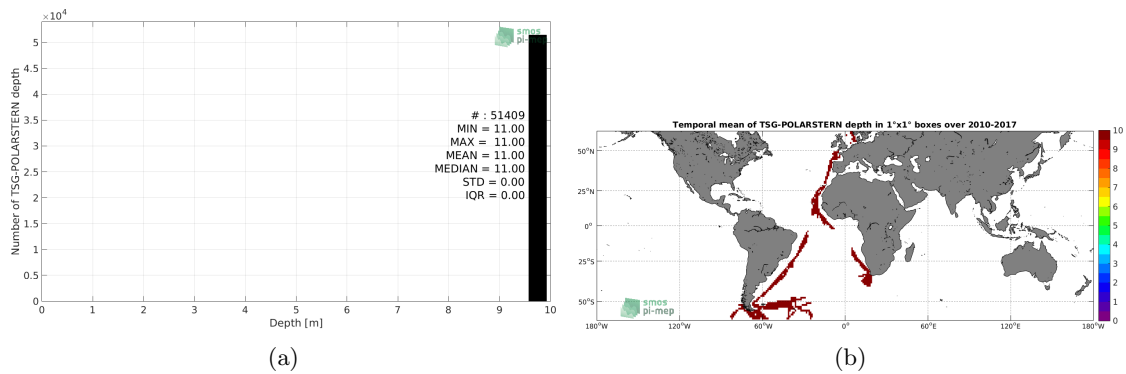 ×10⁴
5
4.5
4
3.5
3
2.5
2
1.5
1
0.5
0
Number of TSG-POLARSTERN depth
smos
pi-mep
# : 51409
MIN = 11.00
MAX = 11.00
MEAN = 11.00
MEDIAN = 11.00
STD = 0.00
IQR = 0.00
0 1 2 3 4 5 6 7 8 9 10
Depth [m]
(a)
Temporal mean of TSG-POLARSTERN depth in 1°x1° boxes over 2010-2017
50°N
25°N
0°
25°S
50°S
smos
pi-mep
180°W 120°W 60°W 0° 60°E 120°E 180°W
10
9
8
7
6
5
4
3
2
1
0
(b)